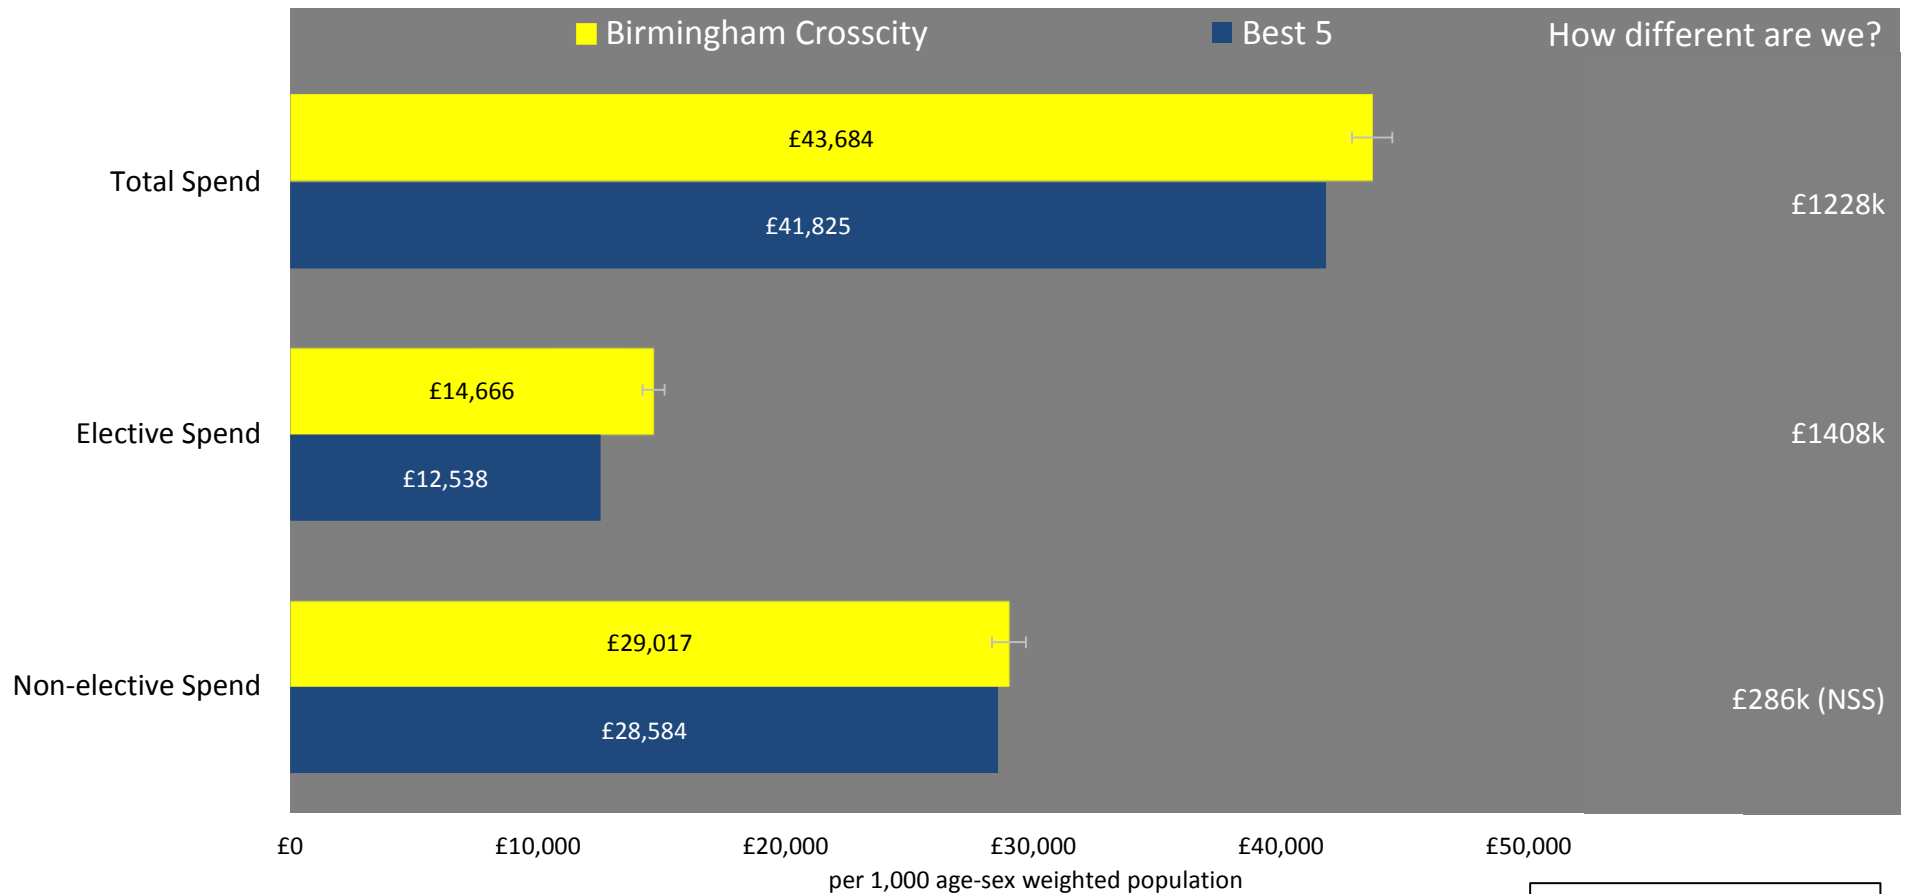 Birmingham Crosscity
Best 5
How different are we?
Total Spend
£43,684
£41,825
£1228k
Elective Spend
£14,666
£12,538
£1408k
Non-elective Spend
£29,017
£28,584
£286k (NSS)
£0
£10,000
£20,000
£30,000
£40,000
£50,000
per 1,000 age-sex weighted population